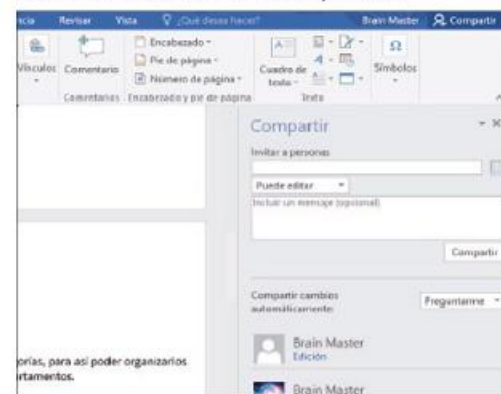 ncia Revisar Vista ¿Qué desea hacer? Brain Master Compartir
Vínculos Comentario Encabezado Pie de página Número de página Cuadro de texto Símbolos
Comentarios Encabezado y pie de página Texto
Compartir
Invitar a personas
Puede editar
Incluir un mensaje (opcional)
Compartir
Compartir cambios
automáticamente: Preguntarme
Brain Master
Edición
orías, para así poder organizarlos
rtamentos.
Brain Master